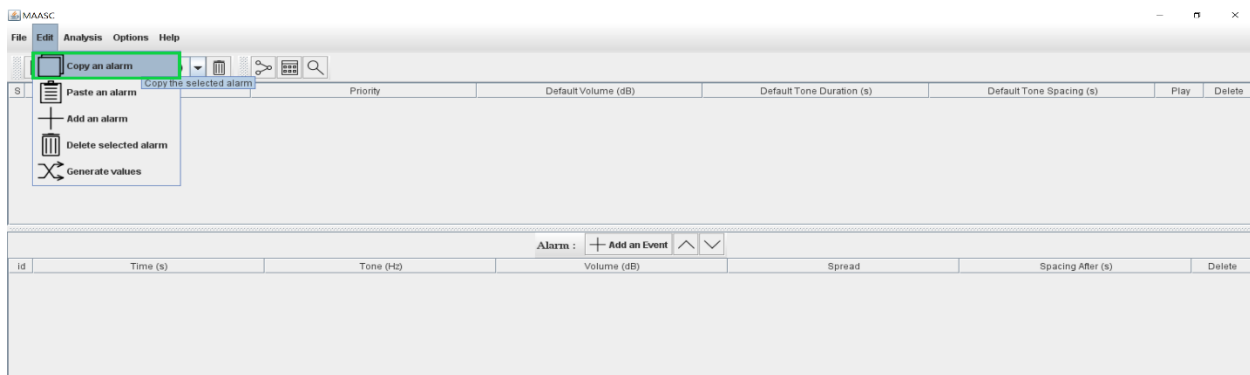 MAASC
File Edit Analysis Options Help
Copy an alarm
Copy the selected alarm
S Priority Default Volume (dB) Default Tone Duration (s) Default Tone Spacing (s) Play Delete
Paste an alarm
Add an alarm
Delete selected alarm
Generate values
Alarm : Add an Event
id Time (s) Tone (Hz) Volume (dB) Spread Spacing After (s) Delete